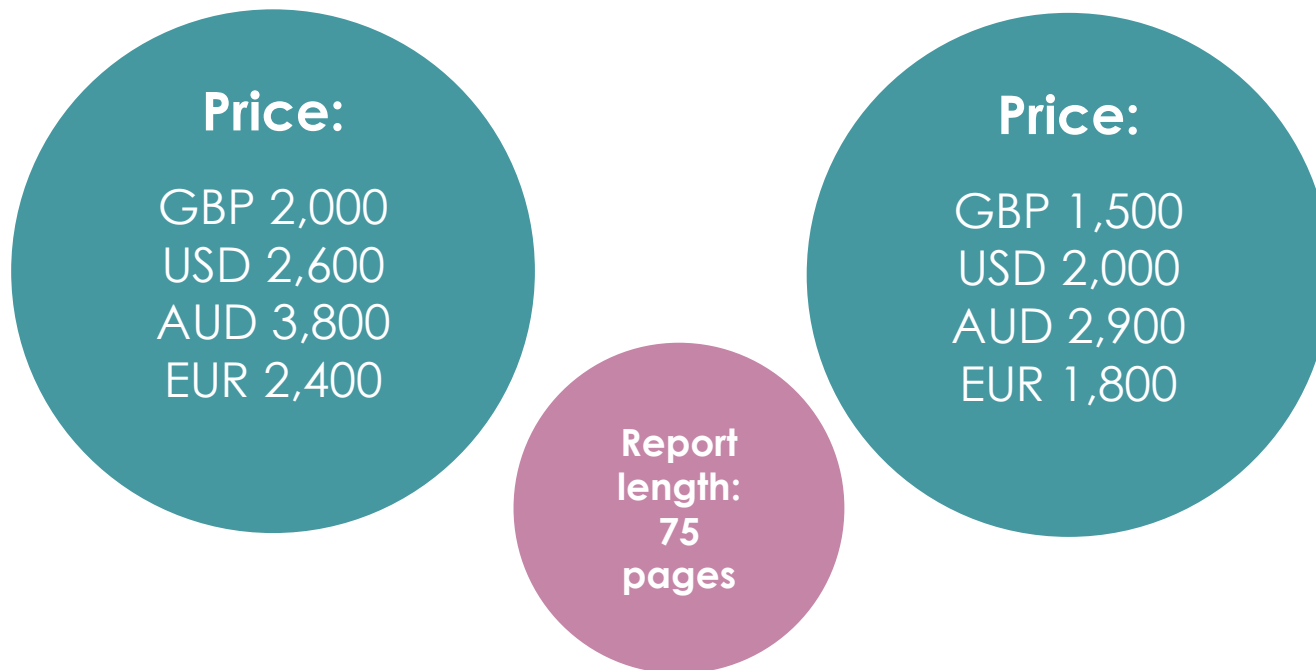 Price:
GBP 2,000
USD 2,600
AUD 3,800
EUR 2,400
Price:
GBP 1,500
USD 2,000
AUD 2,900
EUR 1,800
Report
length:
75
pages